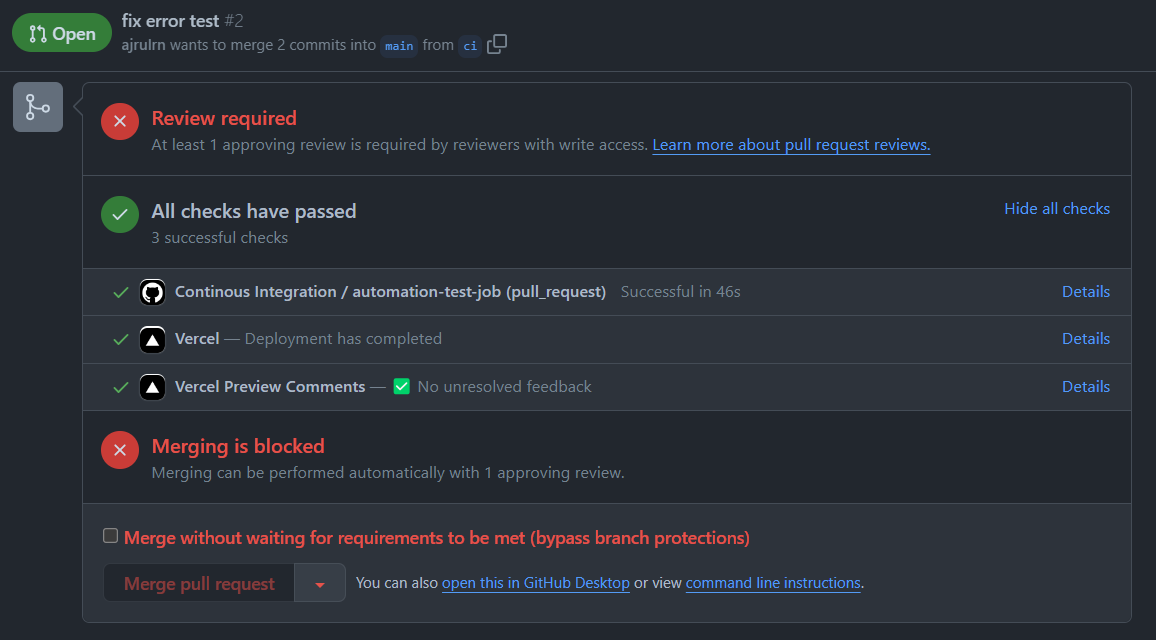 Open
fix error test #2
ajrulrn wants to merge 2 commits into main from ci
Review required
At least 1 approving review is required by reviewers with write access. Learn more about pull request reviews.
All checks have passed
Hide all checks
3 successful checks
Continous Integration / automation-test-job (pull_request) Successful in 46s Details
Vercel — Deployment has completed Details
Vercel Preview Comments — ✅ No unresolved feedback Details
Merging is blocked
Merging can be performed automatically with 1 approving review.
Merge without waiting for requirements to be met (bypass branch protections)
Merge pull request
You can also open this in GitHub Desktop or view command line instructions.